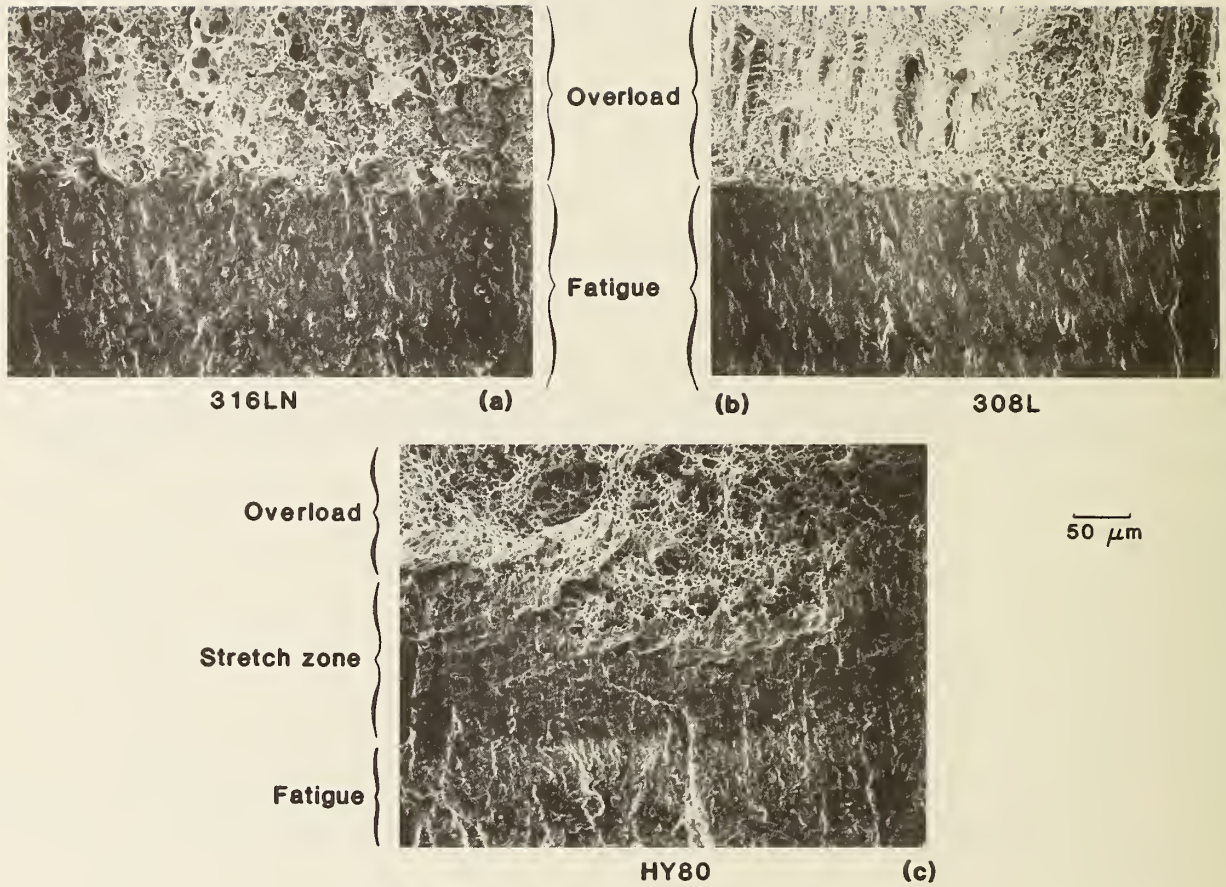 Overload
Fatigue
316LN (a)
(b) 308L
Overload
Stretch zone
Fatigue
50 μm
HY80 (c)